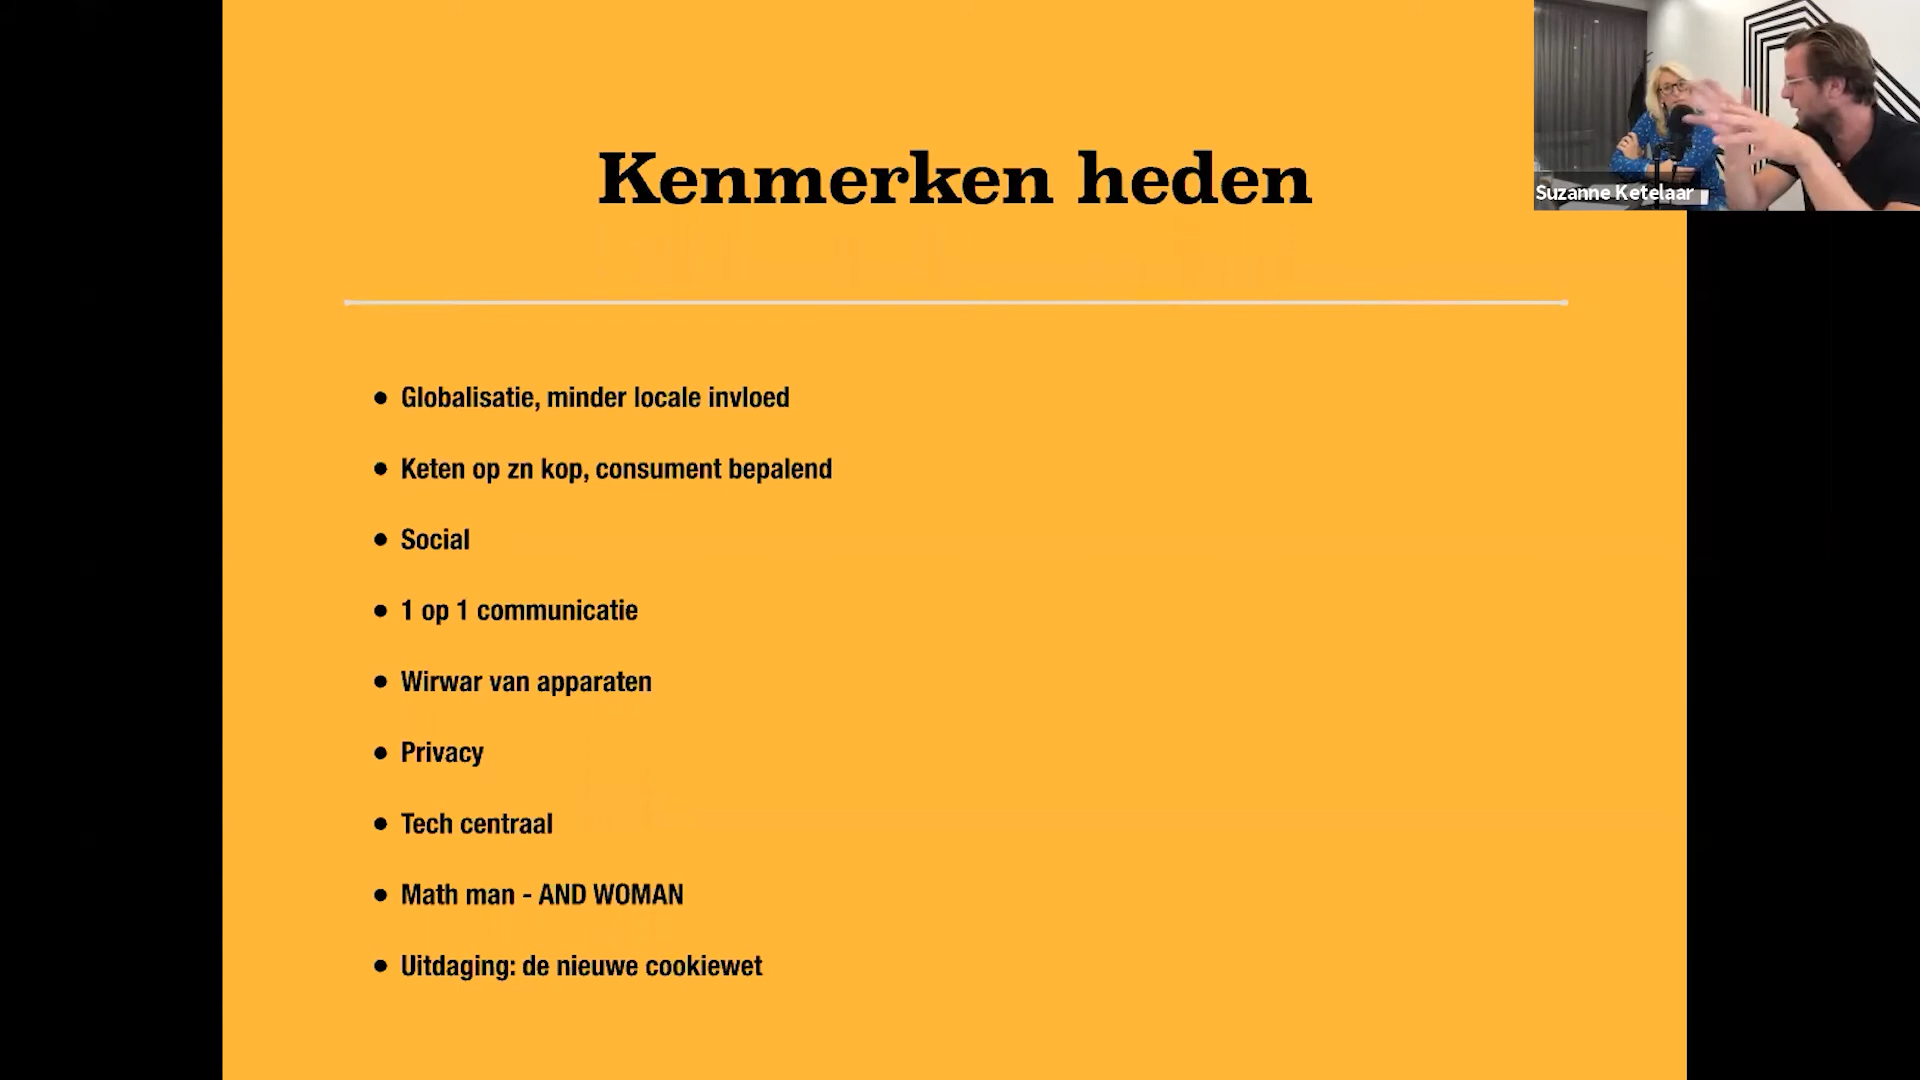 Kenmerken heden
Suzanne Ketelaar
Globalisatie, minder locale invloed
Keten op zn kop, consument bepalend
Social
1 op 1 communicatie
Wirwar van apparaten
Privacy
Tech centraal
Math man - AND WOMAN
Uitdaging: de nieuwe cookiewet